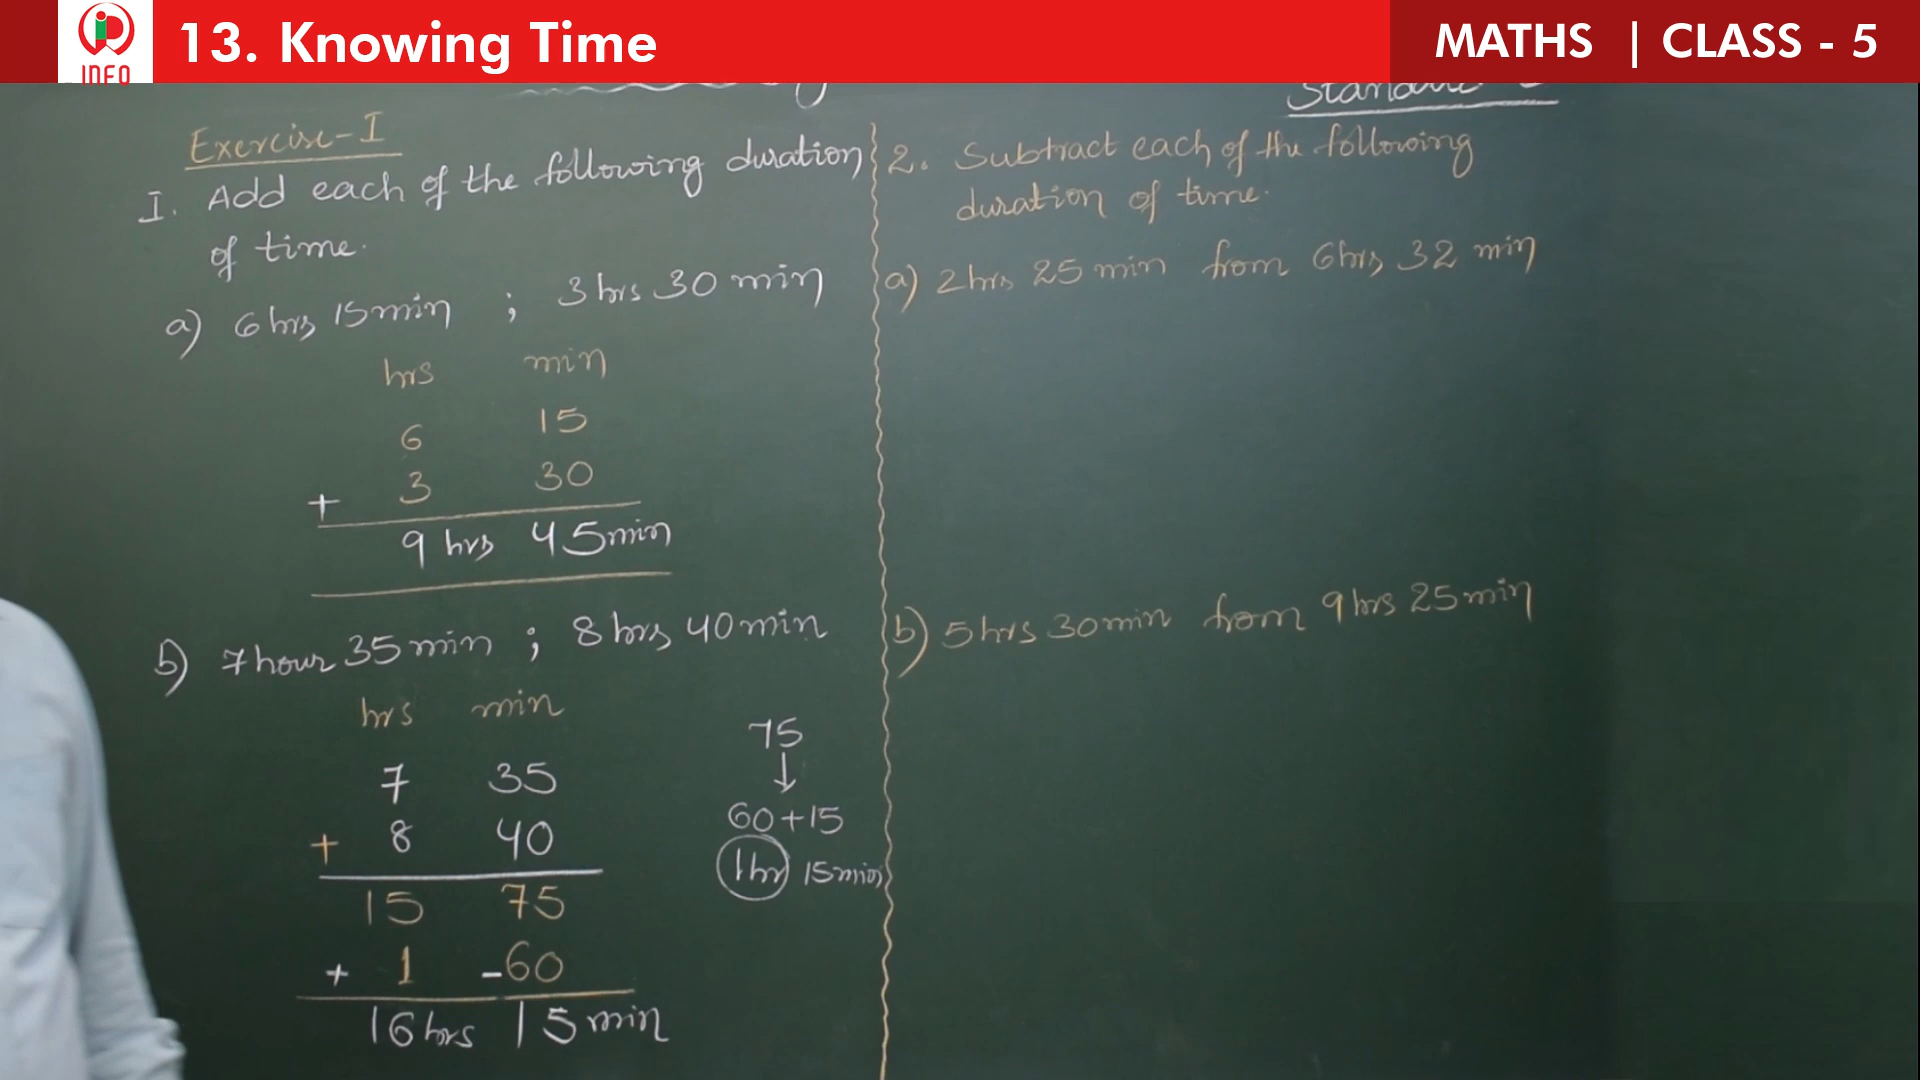 INFO
13. Knowing Time
MATHS | CLASS - 5
Exercise-I
I. Add each of the following duration
of time.
a) 6 hrs 15 min ; 3 hrs 30 min
hrs min
6 15
+ 3 30
9 hrs 45 min
b) 7 hour 35 min ; 8 hrs 40 min
hrs min
7 35
+ 8 40
15 75
+ 1 -60
16 hrs 15 min
75
↓
60+15
1hr 15min
2. Subtract each of the following
duration of time.
a) 2 hrs 25 min from 6 hrs 32 min
b) 5 hrs 30 min from 9 hrs 25 min